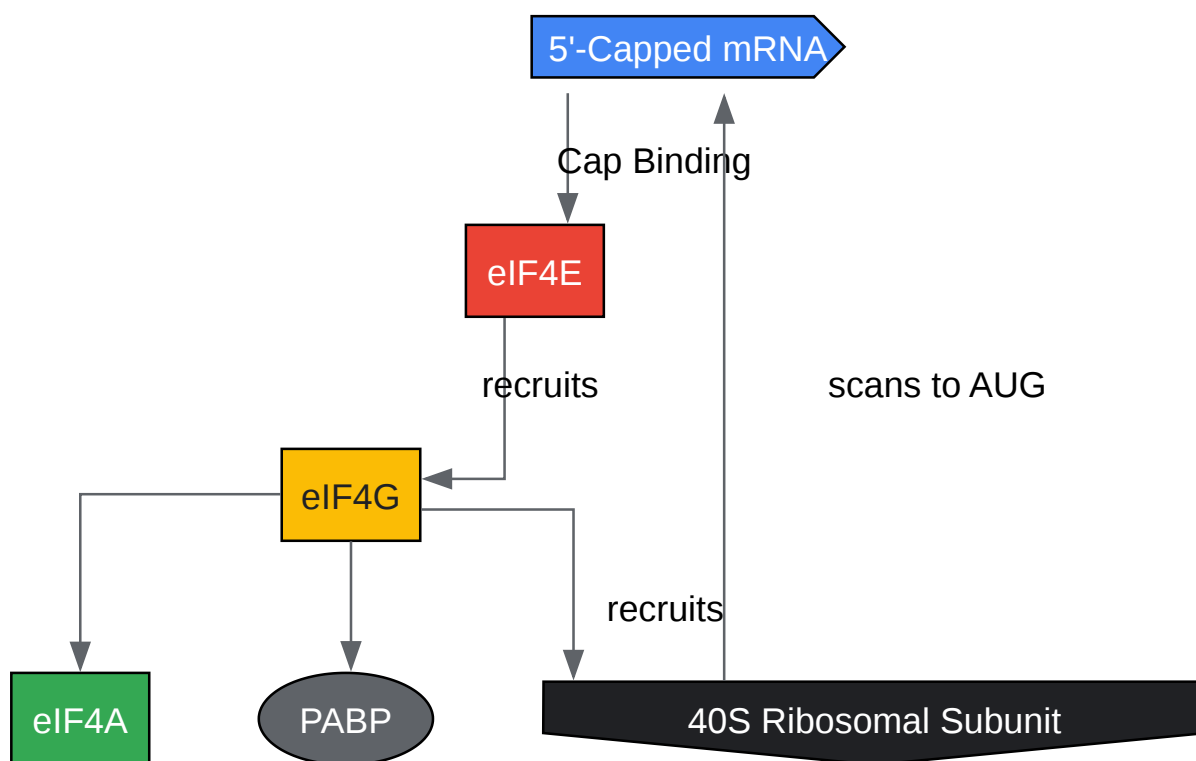 5'-Capped mRNA
Cap Binding
eIF4E
recruits
scans to AUG
eIF4G
recruits
eIF4A
PABP
40S Ribosomal Subunit